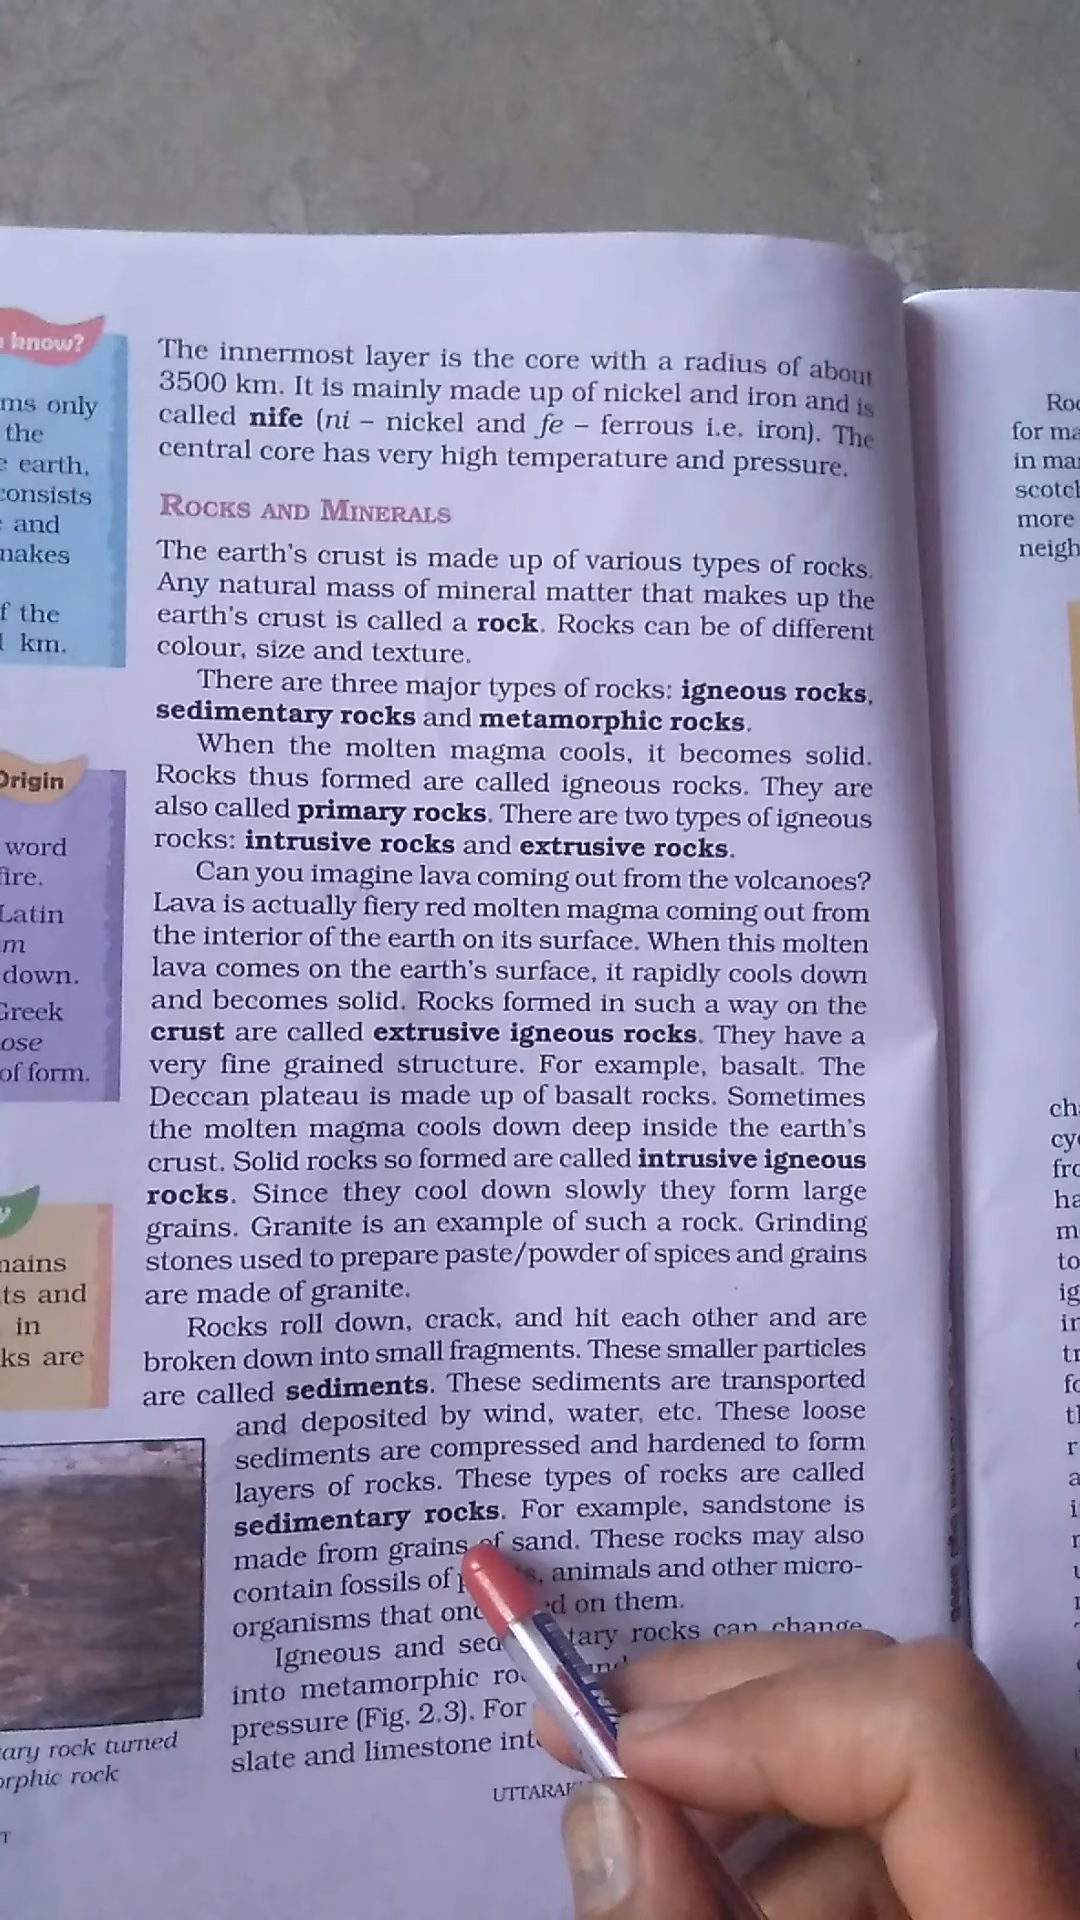 know?
ms only
the
earth,
consists
and
makes
f the
km.
Origin
word
fire.
Latin
m
down.
Greek
ose
of form.
nains
ts and
in
ks are
The innermost layer is the core with a radius of about
3500 km. It is mainly made up of nickel and iron and is
called nife (ni – nickel and fe – ferrous i.e. iron). The
central core has very high temperature and pressure.
ROCKS AND MINERALS
The earth's crust is made up of various types of rocks.
Any natural mass of mineral matter that makes up the
earth's crust is called a rock. Rocks can be of different
colour, size and texture.
There are three major types of rocks: igneous rocks,
sedimentary rocks and metamorphic rocks.
When the molten magma cools, it becomes solid.
Rocks thus formed are called igneous rocks. They are
also called primary rocks. There are two types of igneous
rocks: intrusive rocks and extrusive rocks.
Can you imagine lava coming out from the volcanoes?
Lava is actually fiery red molten magma coming out from
the interior of the earth on its surface. When this molten
lava comes on the earth's surface, it rapidly cools down
and becomes solid. Rocks formed in such a way on the
crust are called extrusive igneous rocks. They have a
very fine grained structure. For example, basalt. The
Deccan plateau is made up of basalt rocks. Sometimes
the molten magma cools down deep inside the earth's
crust. Solid rocks so formed are called intrusive igneous
rocks. Since they cool down slowly they form large
grains. Granite is an example of such a rock. Grinding
stones used to prepare paste/powder of spices and grains
are made of granite.
Rocks roll down, crack, and hit each other and are
broken down into small fragments. These smaller particles
are called sediments. These sediments are transported
and deposited by wind, water, etc. These loose
sediments are compressed and hardened to form
layers of rocks. These types of rocks are called
sedimentary rocks. For example, sandstone is
made from grains of sand. These rocks may also
contain fossils of animals and other micro-
organisms that on them.
Igneous and rocks can change
into metamorphic
pressure (Fig. 2.3). For
slate and limestone
ary rock turned
orphic rock
Roc
for ma
in mar
scotch
more
neigh
cha
cyc
fro
ha
m
to
ig
in
tr
fo